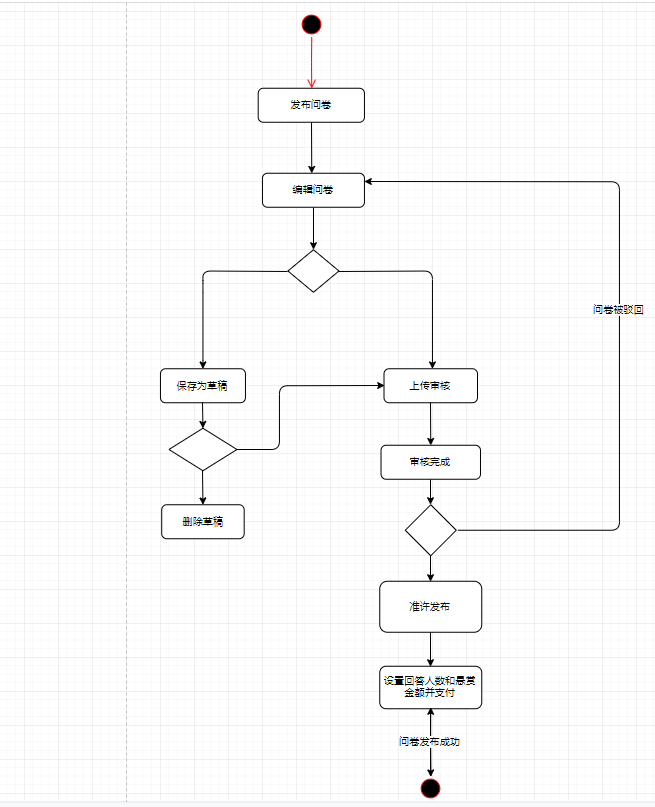 发布问卷
编辑问卷
问卷被驳回
保存为草稿
上传审核
审核完成
删除草稿
准许发布
设置回答人数和悬赏
金额并支付
问卷发布成功